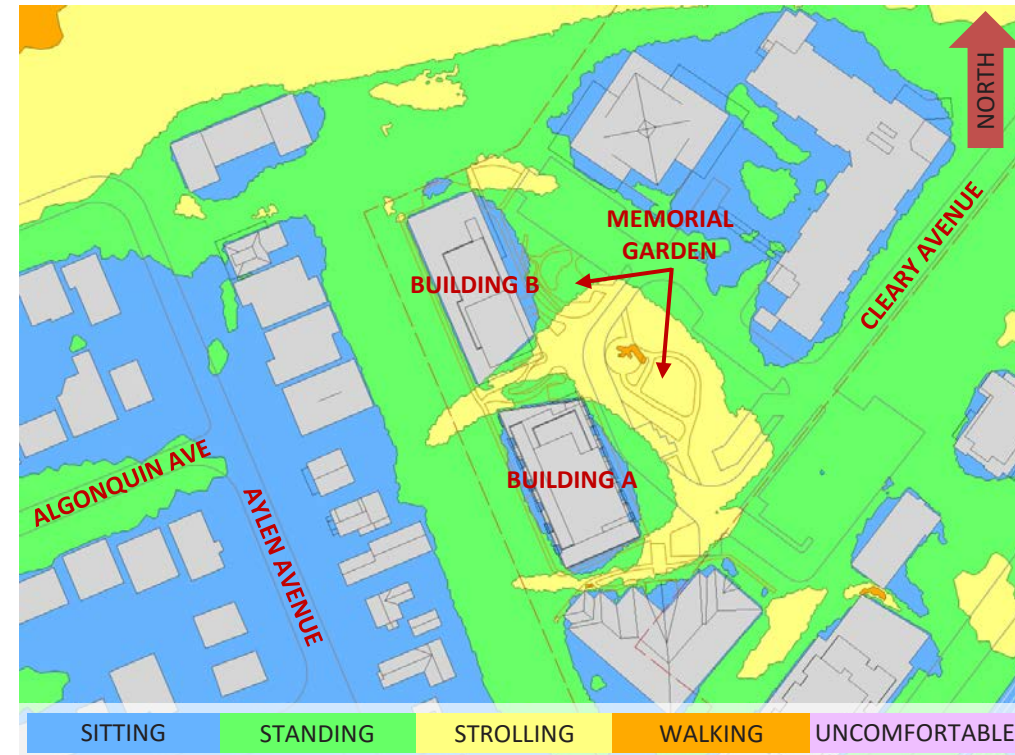 NORTH
MEMORIAL
GARDEN
CLEARY AVENUE
BUILDING B
BUILDING A
ALGONQUIN AVE
AYLEN AVENUE
SITTING
STANDING
STROLLING
WALKING
UNCOMFORTABLE